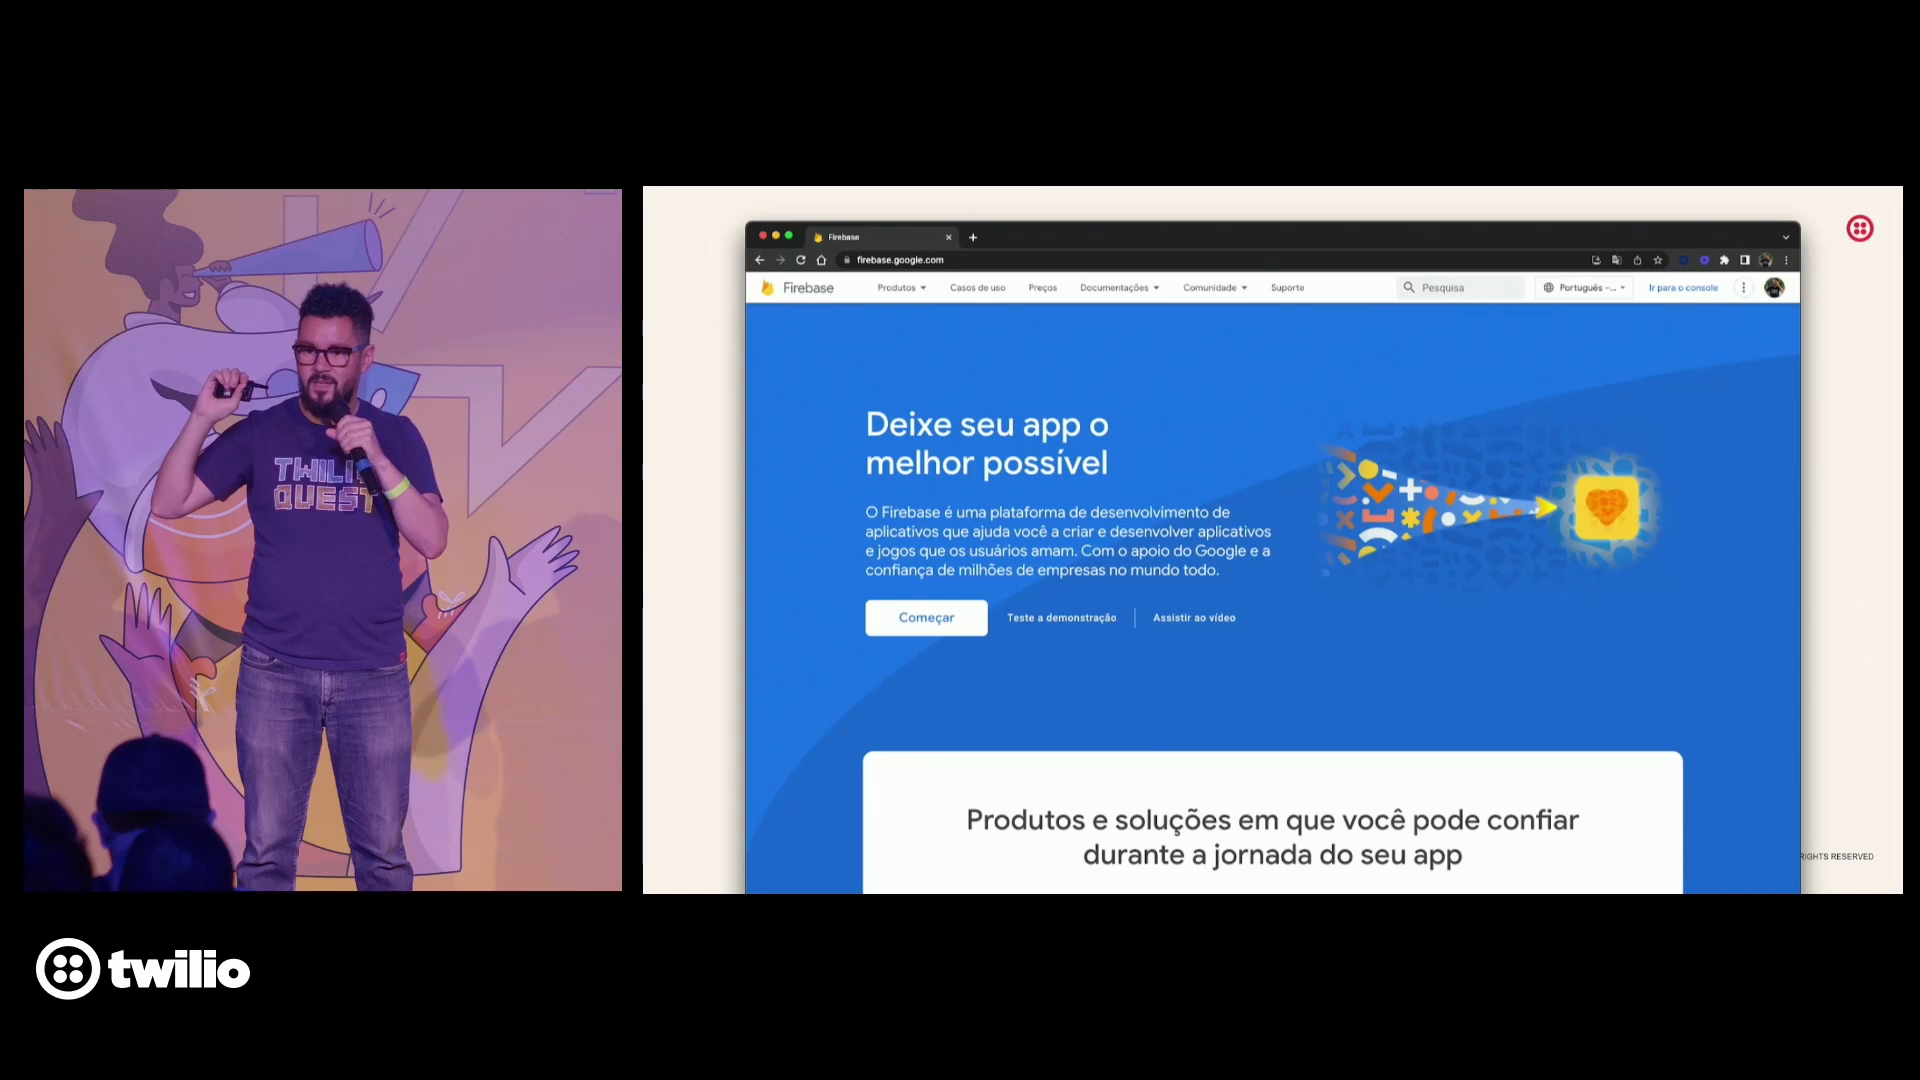 TWILIO
QUEST
twilio
Firebase
firebase.google.com
Firebase
Produtos
Casos de uso
Preços
Documentações
Comunidade
Suporte
Pesquisa
Português –...
Ir para o console
Deixe seu app o
melhor possível
O Firebase é uma plataforma de desenvolvimento de
aplicativos que ajuda você a criar e desenvolver aplicativos
e jogos que os usuários amam. Com o apoio do Google e a
confiança de milhões de empresas no mundo todo.
Começar
Teste a demonstração
Assistir ao vídeo
Produtos e soluções em que você pode confiar
durante a jornada do seu app
RIGHTS RESERVED